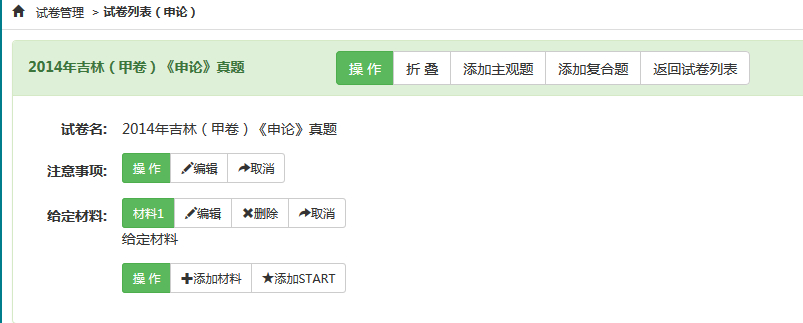 试卷管理 > 试卷列表（申论）
2014年吉林（甲卷）《申论》真题 操 作 折 叠 添加主观题 添加复合题 返回试卷列表
试卷名: 2014年吉林（甲卷）《申论》真题
注意事项: 操 作 编辑 取消
给定材料: 材料1 编辑 删除 取消
给定材料
操 作 添加材料 添加START